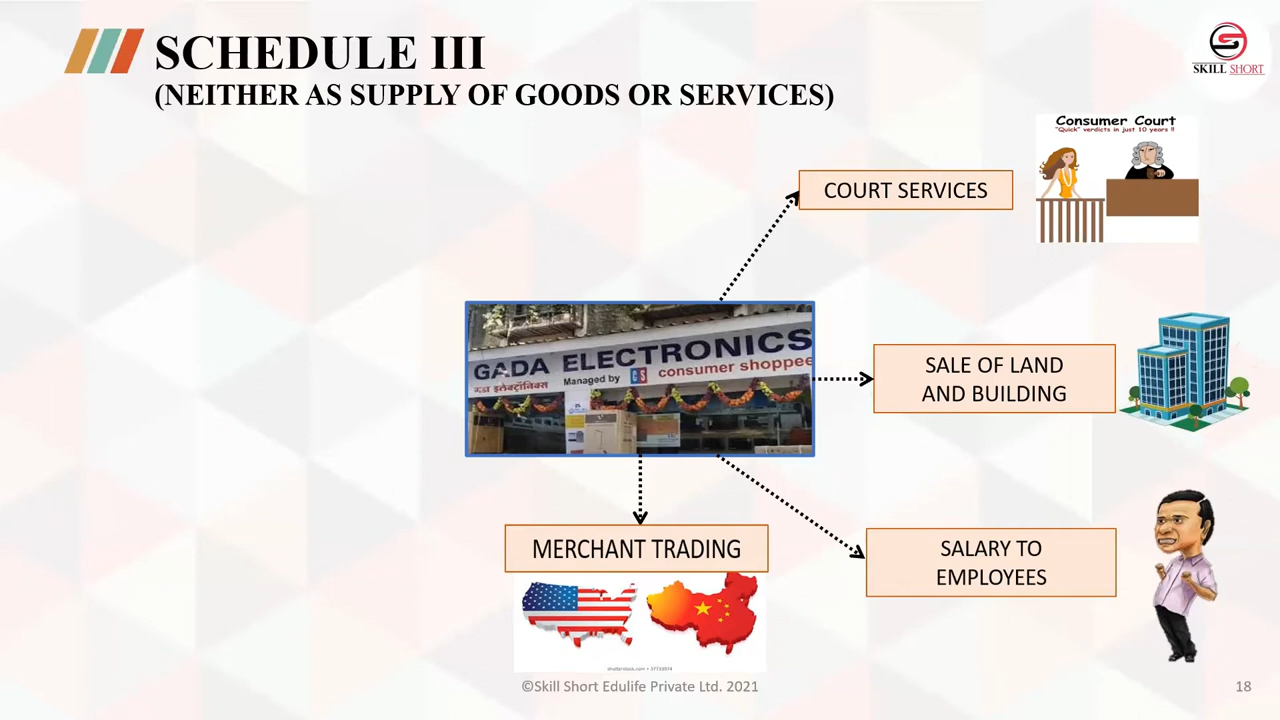 SCHEDULE III
(NEITHER AS SUPPLY OF GOODS OR SERVICES)
SKILL SHORT
Consumer Court
"Quick" verdicts in just 10 years !!
COURT SERVICES
GADA ELECTRONICS
गडा इलेक्ट्रॉनिक्स
Managed by CS consumer shoppee
SALE OF LAND
AND BUILDING
MERCHANT TRADING
SALARY TO
EMPLOYEES
©Skill Short Edulife Private Ltd. 2021
18